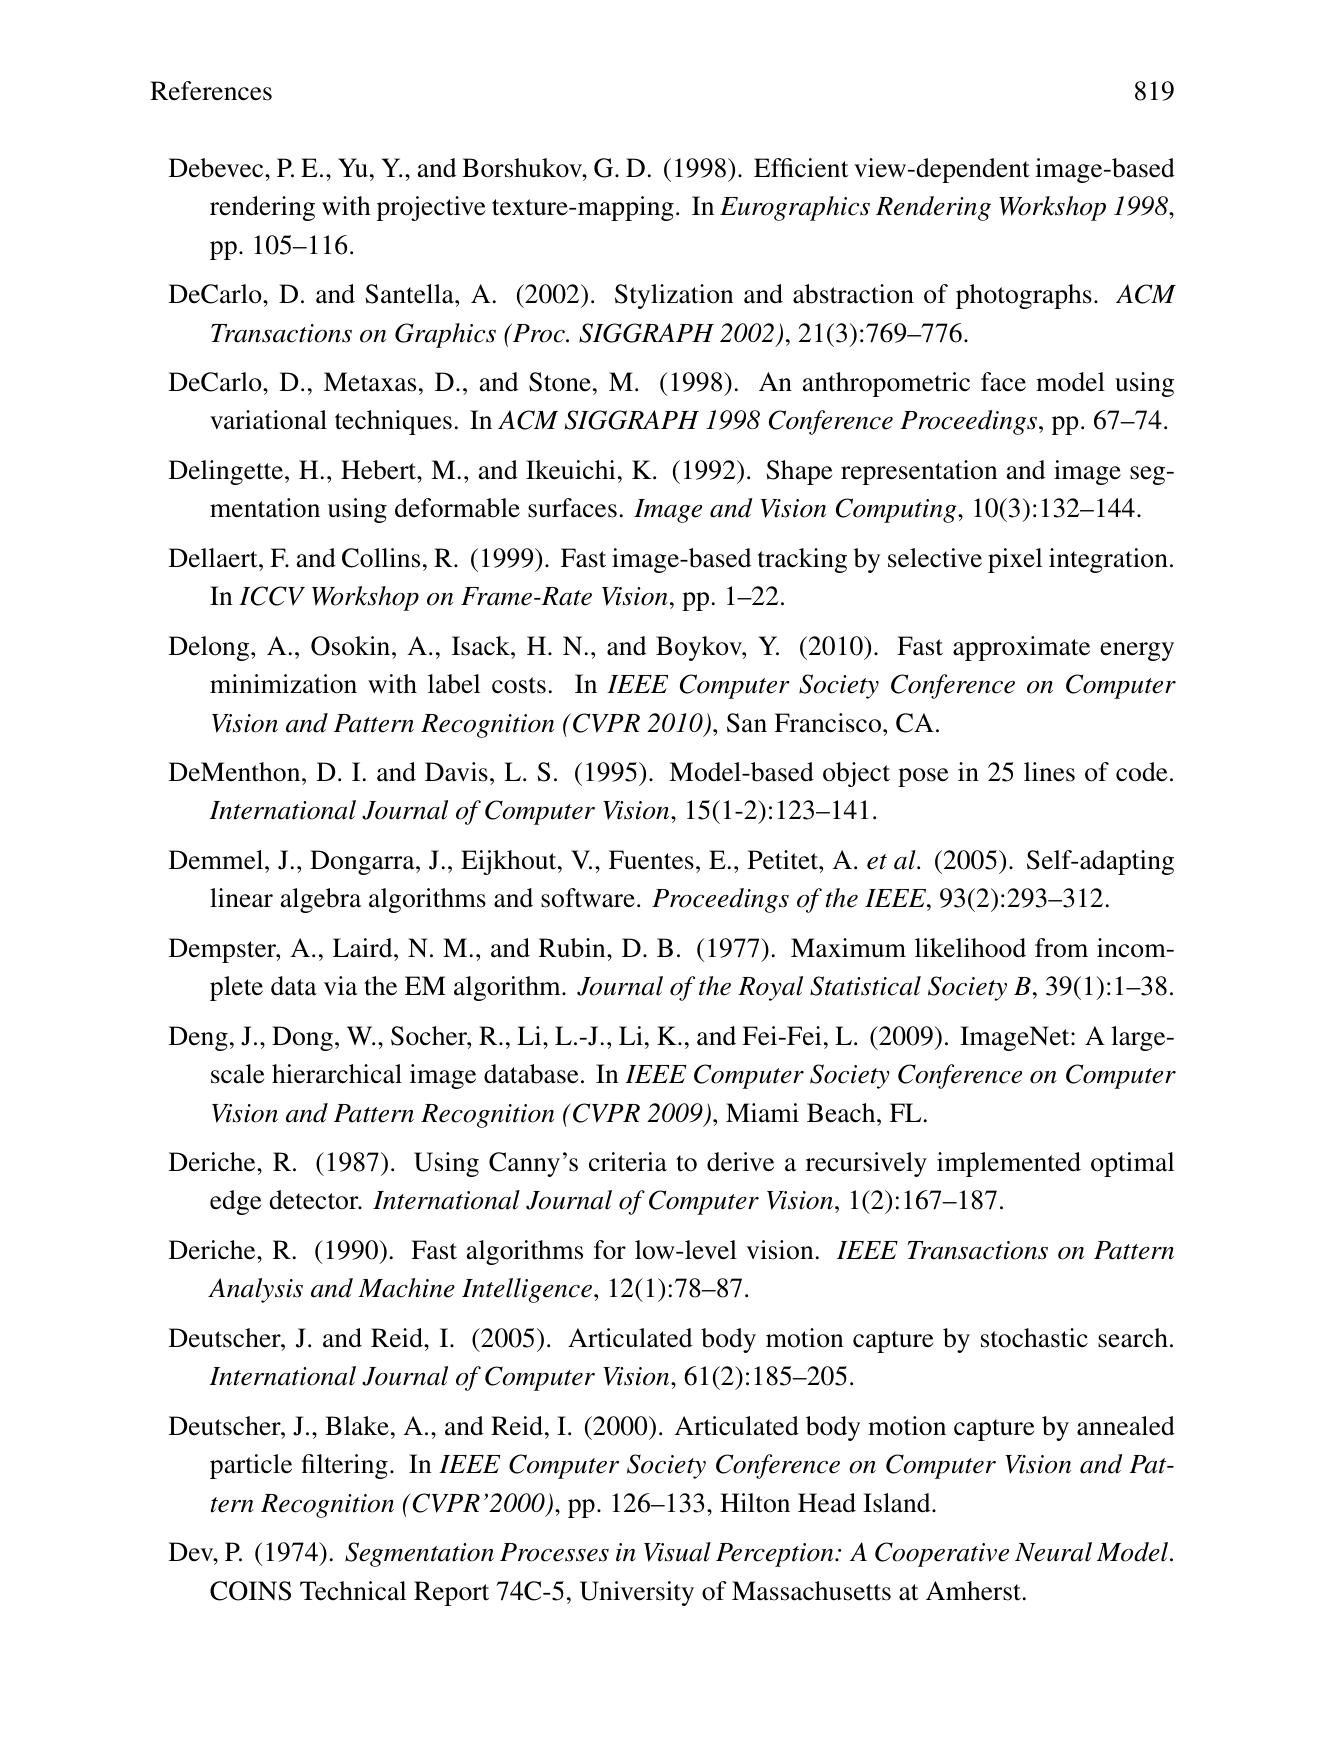 References 819
Debevec, P. E., Yu, Y., and Borshukov, G. D. (1998). Efficient view-dependent image-based
rendering with projective texture-mapping. In Eurographics Rendering Workshop 1998,
pp. 105–116.
DeCarlo, D. and Santella, A. (2002). Stylization and abstraction of photographs. ACM
Transactions on Graphics (Proc. SIGGRAPH 2002), 21(3):769–776.
DeCarlo, D., Metaxas, D., and Stone, M. (1998). An anthropometric face model using
variational techniques. In ACM SIGGRAPH 1998 Conference Proceedings, pp. 67–74.
Delingette, H., Hebert, M., and Ikeuichi, K. (1992). Shape representation and image seg-
mentation using deformable surfaces. Image and Vision Computing, 10(3):132–144.
Dellaert, F. and Collins, R. (1999). Fast image-based tracking by selective pixel integration.
In ICCV Workshop on Frame-Rate Vision, pp. 1–22.
Delong, A., Osokin, A., Isack, H. N., and Boykov, Y. (2010). Fast approximate energy
minimization with label costs. In IEEE Computer Society Conference on Computer
Vision and Pattern Recognition (CVPR 2010), San Francisco, CA.
DeMenthon, D. I. and Davis, L. S. (1995). Model-based object pose in 25 lines of code.
International Journal of Computer Vision, 15(1-2):123–141.
Demmel, J., Dongarra, J., Eijkhout, V., Fuentes, E., Petitet, A. et al. (2005). Self-adapting
linear algebra algorithms and software. Proceedings of the IEEE, 93(2):293–312.
Dempster, A., Laird, N. M., and Rubin, D. B. (1977). Maximum likelihood from incom-
plete data via the EM algorithm. Journal of the Royal Statistical Society B, 39(1):1–38.
Deng, J., Dong, W., Socher, R., Li, L.-J., Li, K., and Fei-Fei, L. (2009). ImageNet: A large-
scale hierarchical image database. In IEEE Computer Society Conference on Computer
Vision and Pattern Recognition (CVPR 2009), Miami Beach, FL.
Deriche, R. (1987). Using Canny’s criteria to derive a recursively implemented optimal
edge detector. International Journal of Computer Vision, 1(2):167–187.
Deriche, R. (1990). Fast algorithms for low-level vision. IEEE Transactions on Pattern
Analysis and Machine Intelligence, 12(1):78–87.
Deutscher, J. and Reid, I. (2005). Articulated body motion capture by stochastic search.
International Journal of Computer Vision, 61(2):185–205.
Deutscher, J., Blake, A., and Reid, I. (2000). Articulated body motion capture by annealed
particle filtering. In IEEE Computer Society Conference on Computer Vision and Pat-
tern Recognition (CVPR’2000), pp. 126–133, Hilton Head Island.
Dev, P. (1974). Segmentation Processes in Visual Perception: A Cooperative Neural Model.
COINS Technical Report 74C-5, University of Massachusetts at Amherst.